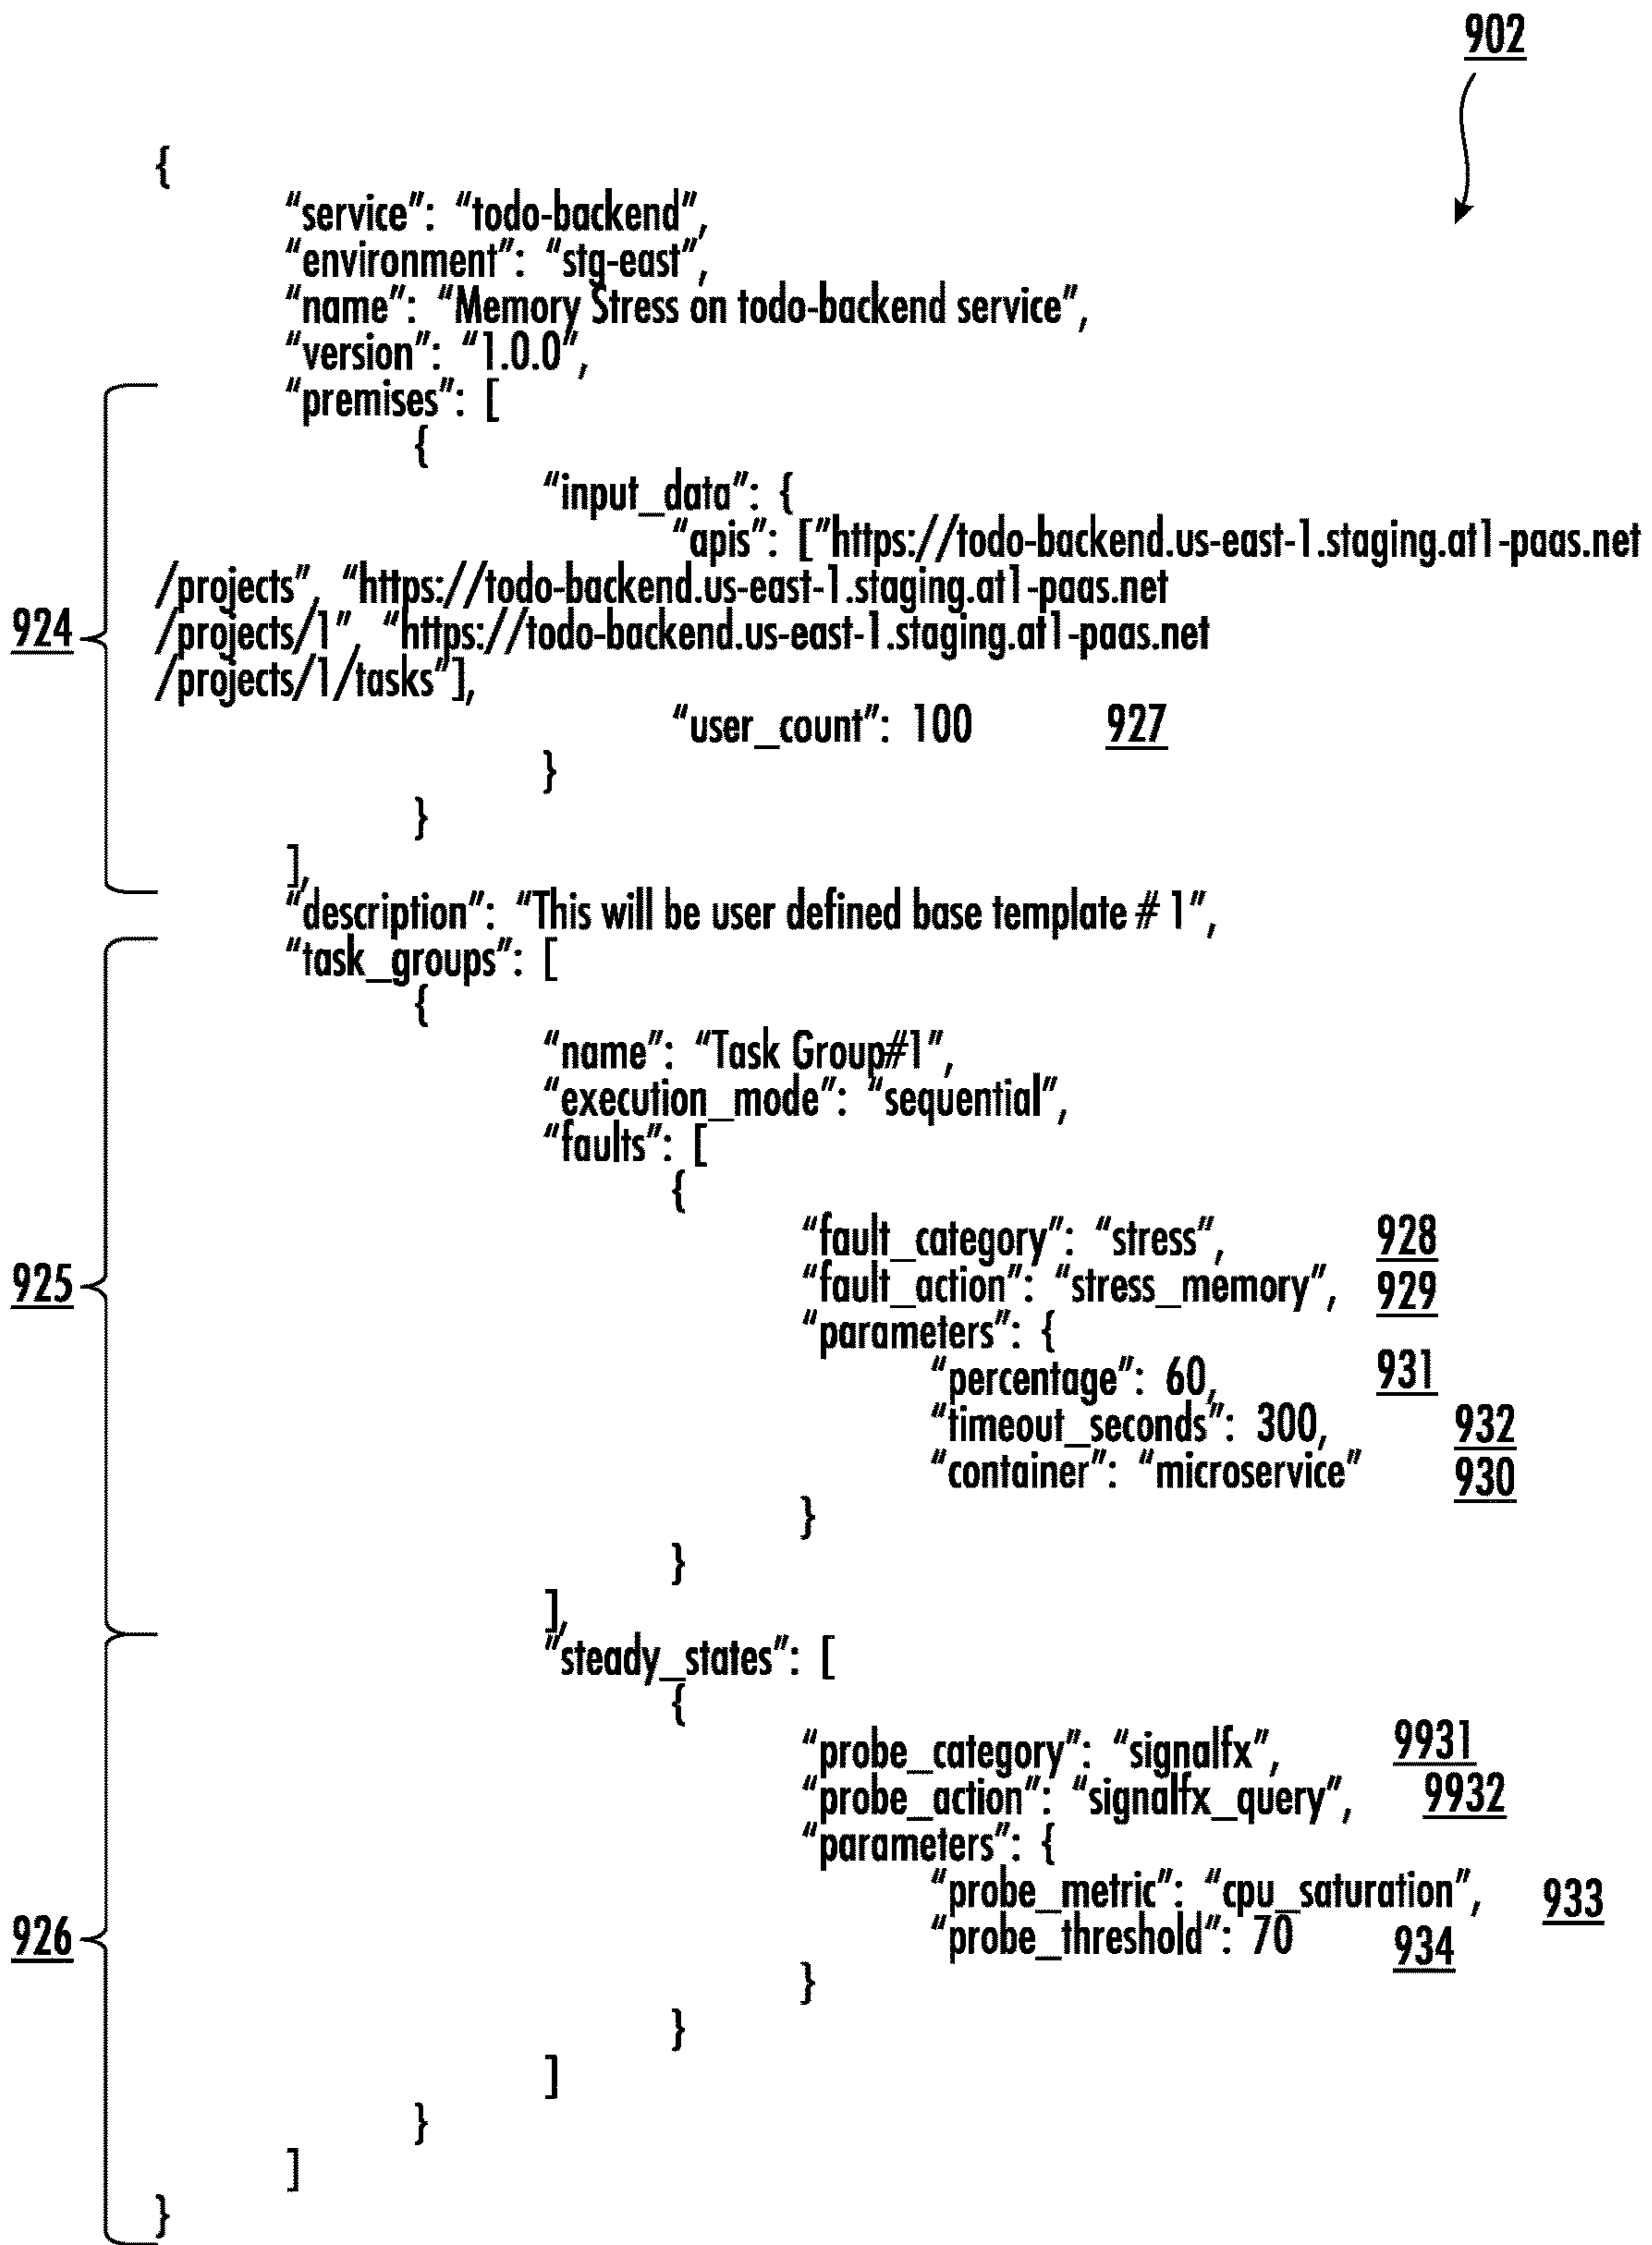 902
{
“service”: “todo-backend”,
“environment”: “stg-east”,
“name”: “Memory Stress on todo-backend service”,
“version”: “1.0.0”,
“premises”: [
{
“input_data”: {
“apis”: [“https://todo-backend.us-east-1.staging.at1-paas.net
/projects”, “https://todo-backend.us-east-1.staging.at1-paas.net
924 /projects/1”, “https://todo-backend.us-east-1.staging.at1-paas.net
/projects/1/tasks”],
“user_count”: 100 927
}
}
],
“description”: “This will be user defined base template # 1”,
“task_groups”: [
{
“name”: “Task Group#1”,
“execution_mode”: “sequential”,
“faults”: [
{
“fault_category”: “stress”, 928
925 “fault_action”: “stress_memory”, 929
“parameters”: {
“percentage”: 60, 931
“timeout_seconds”: 300, 932
“container”: “microservice” 930
}
}
],
“steady_states”: [
{
“probe_category”: “signalfx”, 9931
“probe_action”: “signalfx_query”, 9932
“parameters”: {
“probe_metric”: “cpu_saturation”, 933
926 “probe_threshold”: 70 934
}
}
]
}
]
}